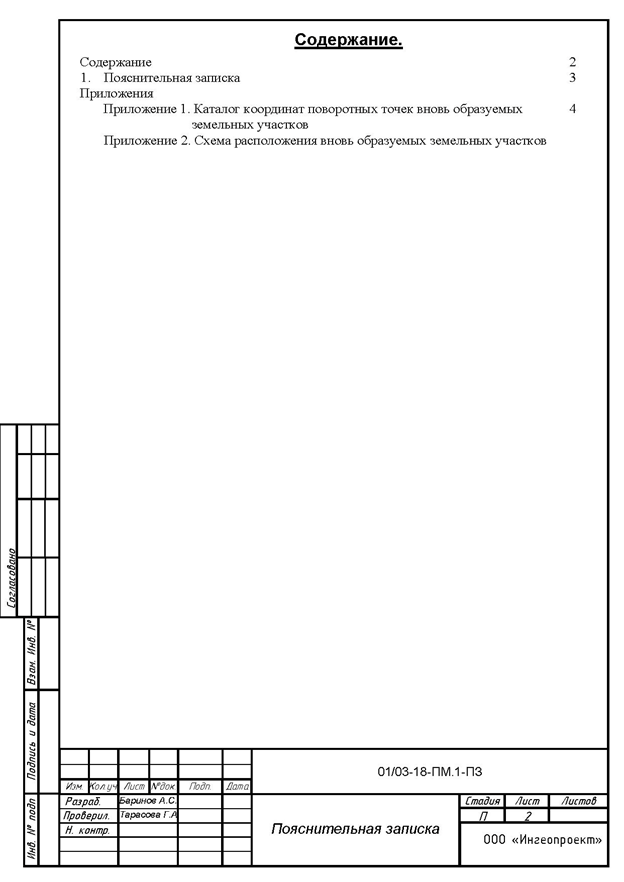 Содержание.
Содержание 2
1. Пояснительная записка 3
Приложения
Приложение 1. Каталог координат поворотных точек вновь образуемых 4
земельных участков
Приложение 2. Схема расположения вновь образуемых земельных участков
Согласовано
Взам. Инв. №
Подпись и дата
Инв. № подл
01/03-18-ПМ.1-ПЗ
Изм. Кол.уч Лист №док. Подп. Дата
Разраб. Баринов А.С.
Проверил. Тарасова Г.А
Н. контр.
Пояснительная записка
Стадия Лист Листов
П 2
ООО «Ингеопроект»